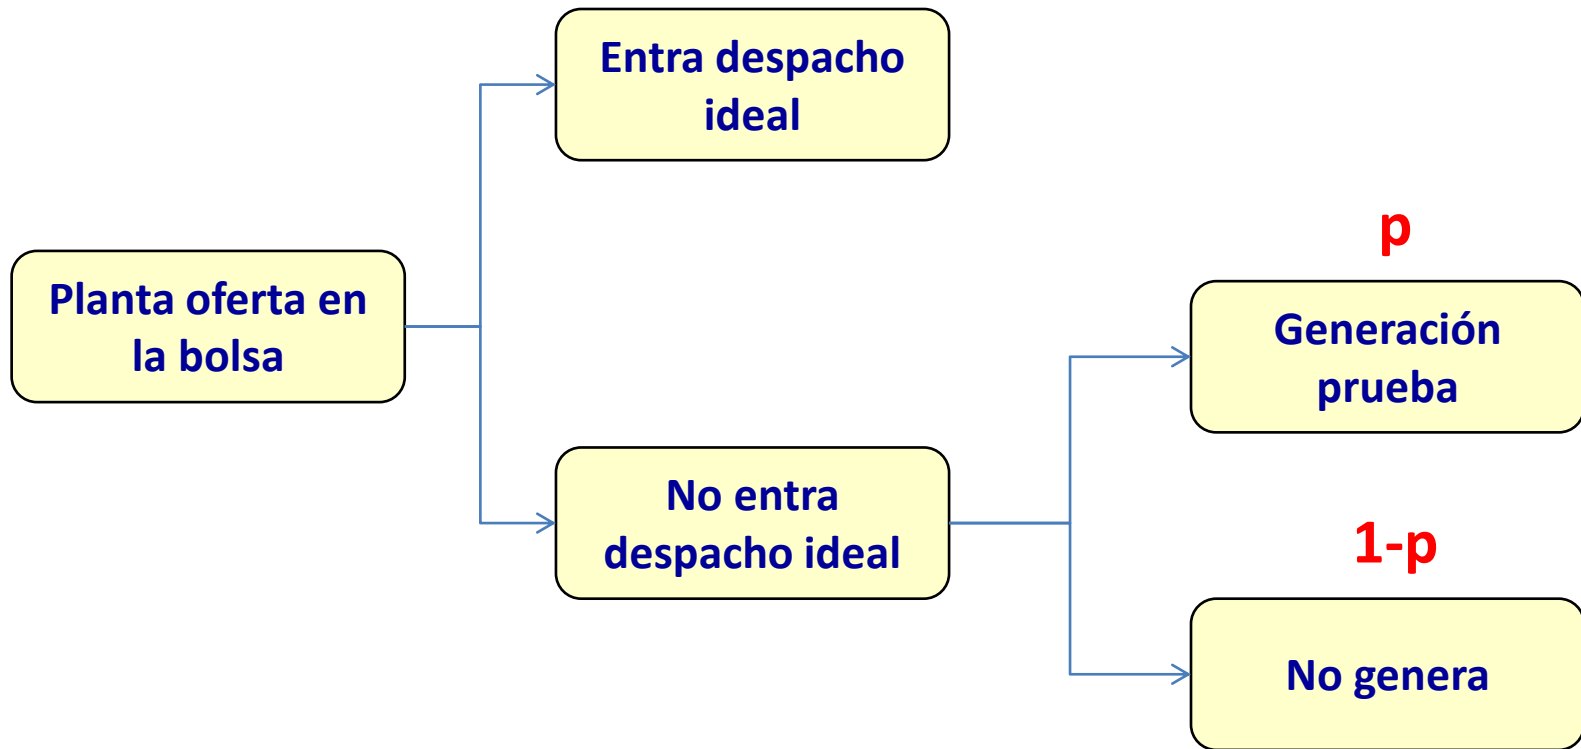 Entra despacho
ideal
Planta oferta en
la bolsa
No entra
despacho ideal
p
Generación
prueba
1-p
No genera